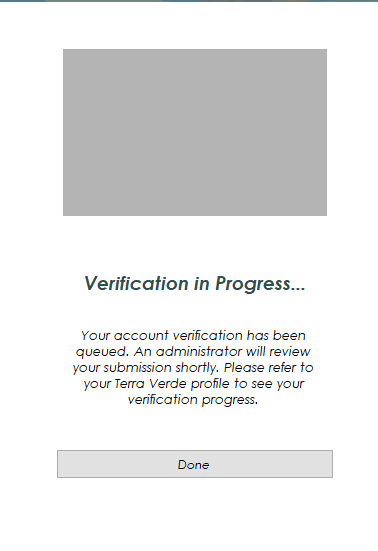 Verification in Progress...
Your account verification has been
queued. An administrator will review
your submission shortly. Please refer to
your Terra Verde profile to see your
verification progress.
Done